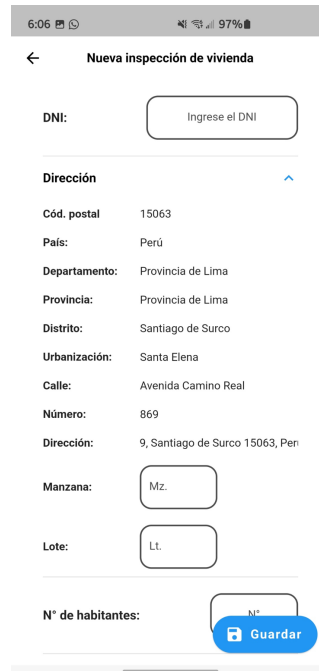 6:06 97%
Nueva inspección de vivienda
DNI: Ingrese el DNI
Dirección
Cód. postal 15063
País: Perú
Departamento: Provincia de Lima
Provincia: Provincia de Lima
Distrito: Santiago de Surco
Urbanización: Santa Elena
Calle: Avenida Camino Real
Número: 869
Dirección: 9, Santiago de Surco 15063, Per
Manzana: Mz.
Lote: Lt.
N° de habitantes: N°
Guardar